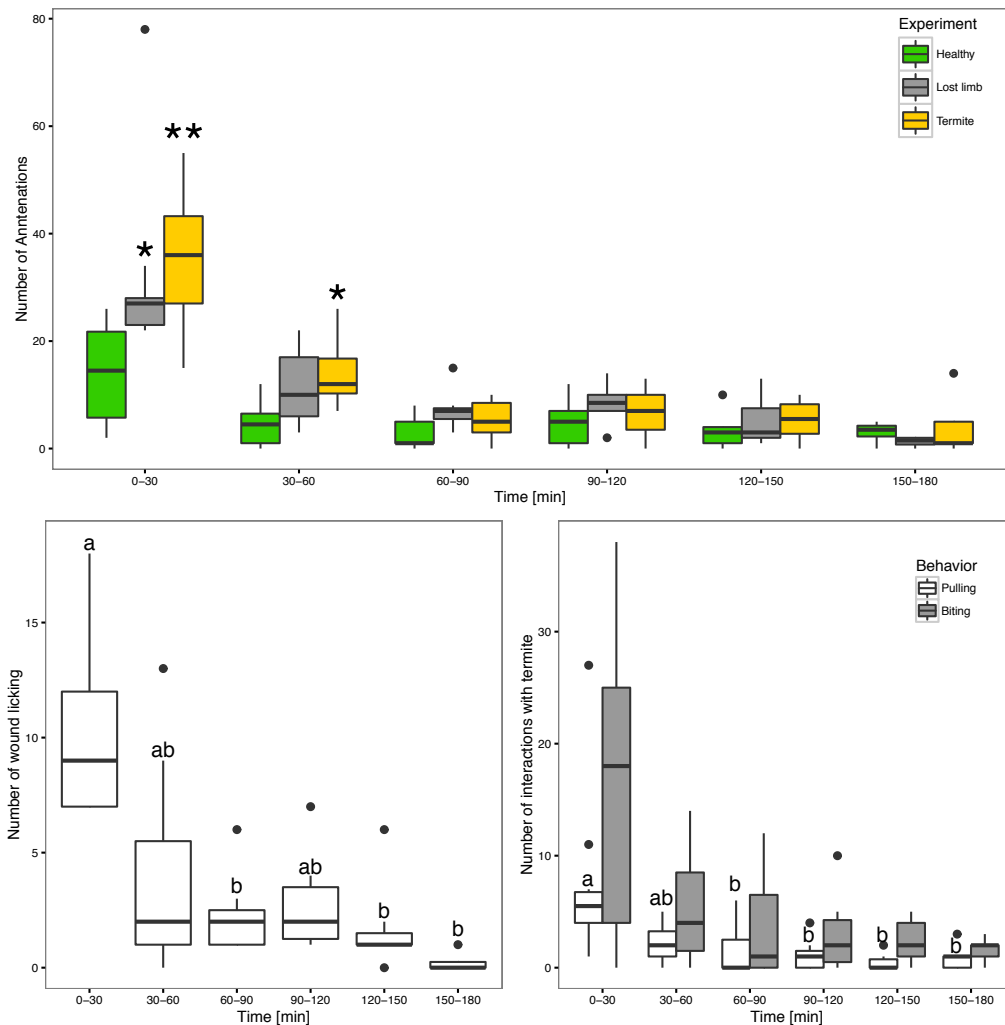 80
60
40
20
0
Number of Anntenations
Experiment
Healthy
Lost limb
Termite
*
**
*
0–30 30–60 60–90 90–120 120–150 150–180
Time [min]
15
10
5
0
Number of wound licking
a
ab
b
ab
b
b
0–30 30–60 60–90 90–120 120–150 150–180
Time [min]
30
20
10
0
Number of interactions with termite
Behavior
Pulling
Biting
a
ab
b
b
b
b
0–30 30–60 60–90 90–120 120–150 150–180
Time [min]